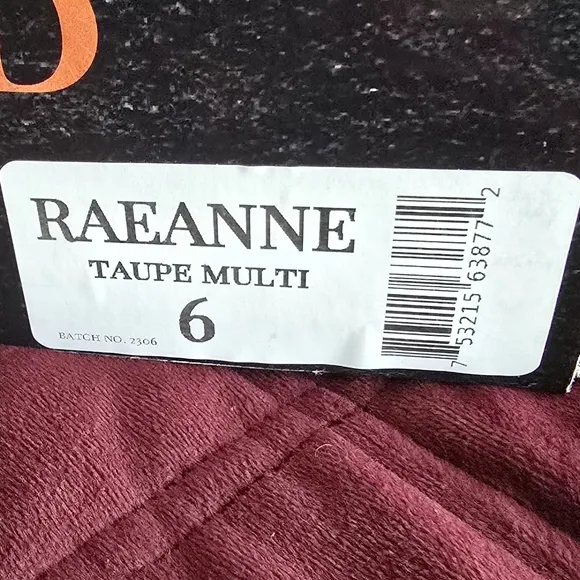 D
RAEANNE
TAUPE MULTI
6
BATCH NO. 2306
7 53215 63877 2